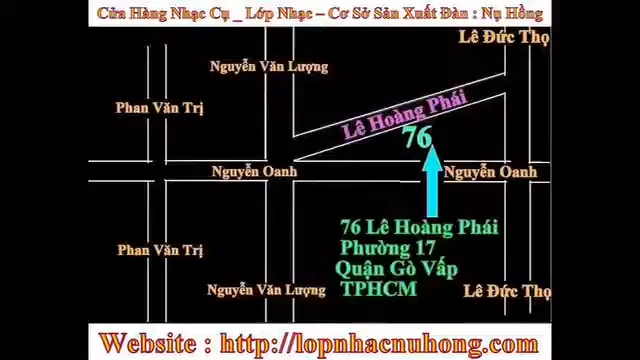 Cửa Hàng Nhạc Cụ _ Lớp Nhạc – Cơ Sở Sản Xuất Đàn : Nụ Hồng
Lê Đức Thọ
Nguyễn Văn Lượng
Phan Văn Trị
Lê Hoàng Phái
76
Nguyễn Oanh
Nguyễn Oanh
76 Lê Hoàng Phái
Phường 17
Phan Văn Trị
Quận Gò Vấp
Nguyễn Văn Lượng
TPHCM
Lê Đức Thọ
Website : http://lopnhacnuhong.com